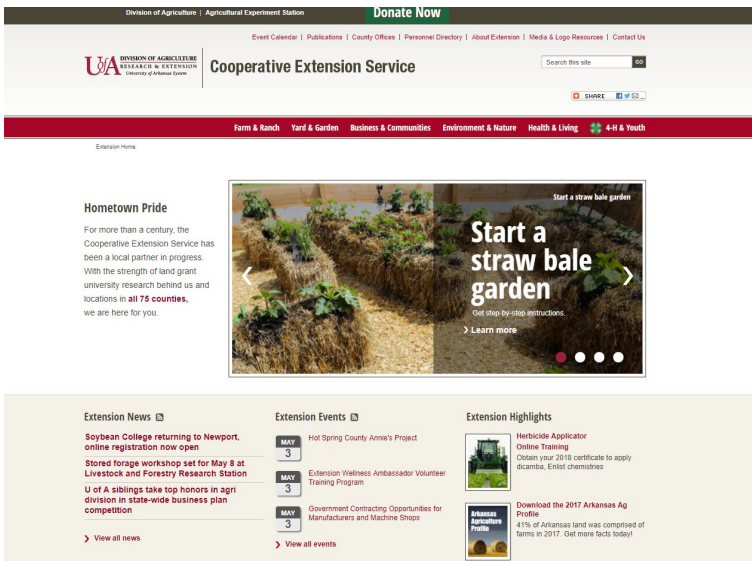 Division of Agriculture | Agricultural Experiment Station
Donate Now
Event Calendar | Publications | County Offices | Personnel Directory | About Extension | Media & Logo Resources | Contact Us
UofA
DIVISION OF AGRICULTURE
RESEARCH & EXTENSION
University of Arkansas System
Cooperative Extension Service
Search this site
GO
SHARE
Farm & Ranch Yard & Garden Business & Communities Environment & Nature Health & Living 4-H & Youth
Extension Home
Hometown Pride
For more than a century, the
Cooperative Extension Service has
been a local partner in progress.
With the strength of land grant
university research behind us and
locations in all 75 counties,
we are here for you.
Start a straw bale garden
Start a
straw bale
garden
Get step-by-step instructions.
Learn more
Extension News
Soybean College returning to Newport,
online registration now open
Stored forage workshop set for May 8 at
Livestock and Forestry Research Station
U of A siblings take top honors in agri
division in state-wide business plan
competition
View all news
Extension Events
MAY
3
Hot Spring County Annie's Project
MAY
3
Extension Wellness Ambassador Volunteer
Training Program
MAY
3
Government Contracting Opportunities for
Manufacturers and Machine Shops
View all events
Extension Highlights
Herbicide Applicator
Online Training
Obtain your 2018 certificate to apply
dicamba, Enlist chemistries
Arkansas
Agriculture
Profile
Download the 2017 Arkansas Ag
Profile
41% of Arkansas land was comprised of
farms in 2017. Get more facts today!